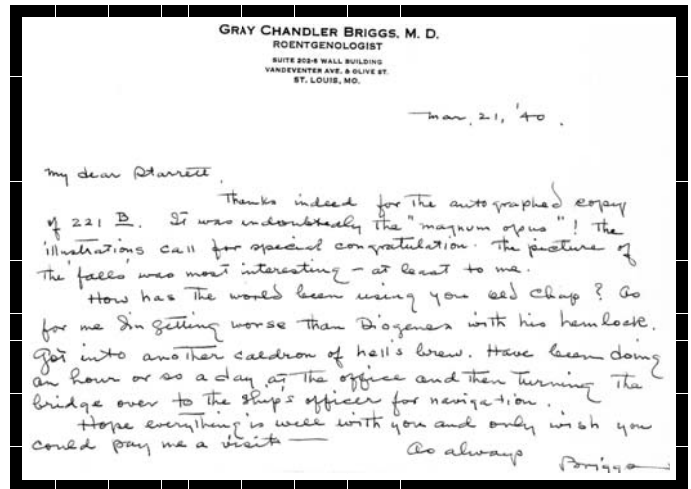 GRAY CHANDLER BRIGGS, M. D.
ROENTGENOLOGIST
SUITE 202-6 WALL BUILDING
VANDEVENTER AVE. & OLIVE ST.
ST. LOUIS, MO.
Mar. 21, '40.
My dear Starrett,
Thanks indeed for the autographed copy
of 221 B. It was undoubtedly the "magnum opus"! The
illustrations call for special congratulation. The picture of
the 'falls' was most interesting - at least to me.
How has the world been using you old chap? As
for me I'm getting worse than Diogenes with his hemlock.
Got into another caldron of hell's brew. Have been doing
an hour or so a day at the office and then turning the
bridge over to the ship's officer for navigation.
Hope everything is well with you and only wish you
could pay me a visit —
As always
Briggs